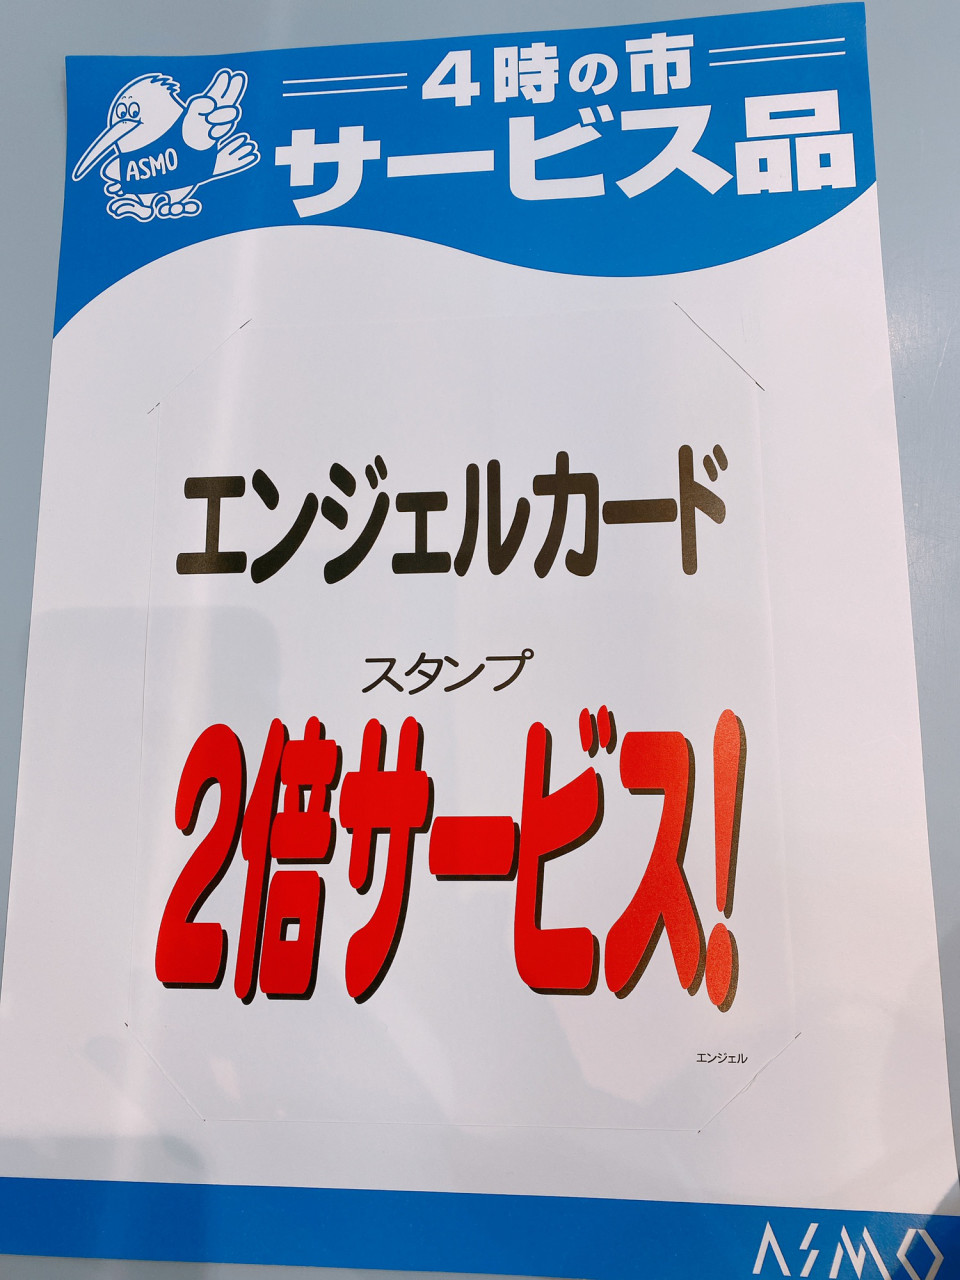 4時の市
サービス品
ASMO
エンジェルカード
スタンプ
2倍サービス!
エンジェル
ASMO